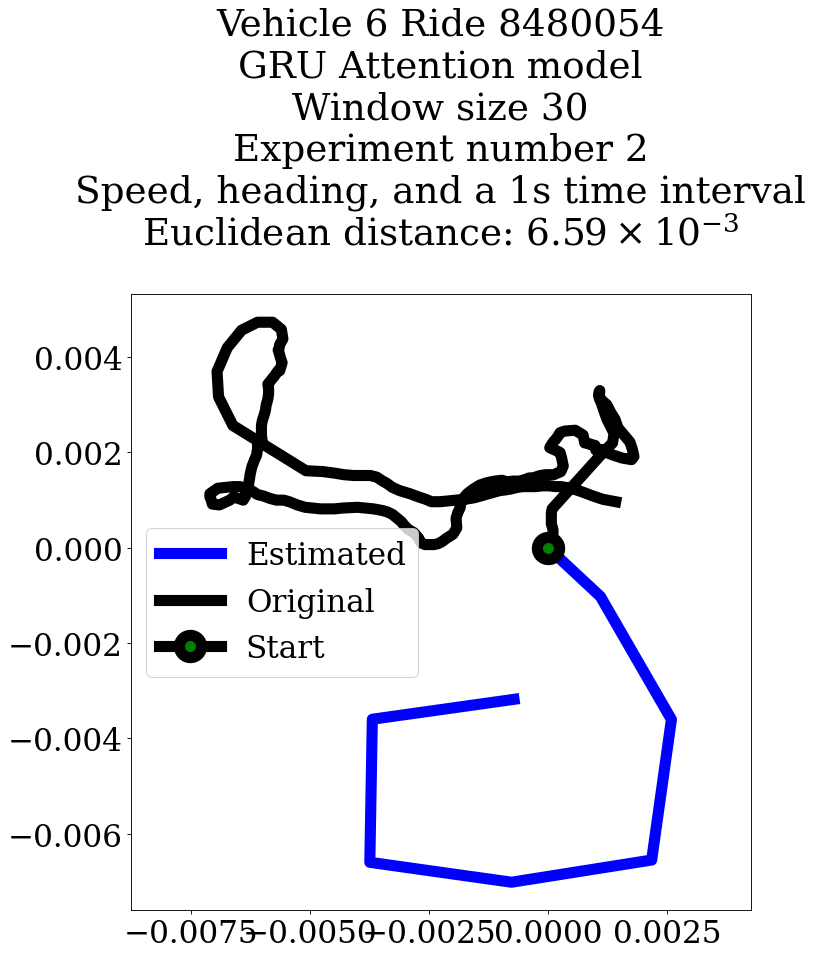 Vehicle 6 Ride 8480054
GRU Attention model
Window size 30
Experiment number 2
Speed, heading, and a 1s time interval
Euclidean distance: 6.59 × 10⁻³
0.004
0.002
0.000
−0.002
−0.004
−0.006
Estimated
Original
Start
−0.0075 −0.0050 −0.0025 0.0000 0.0025